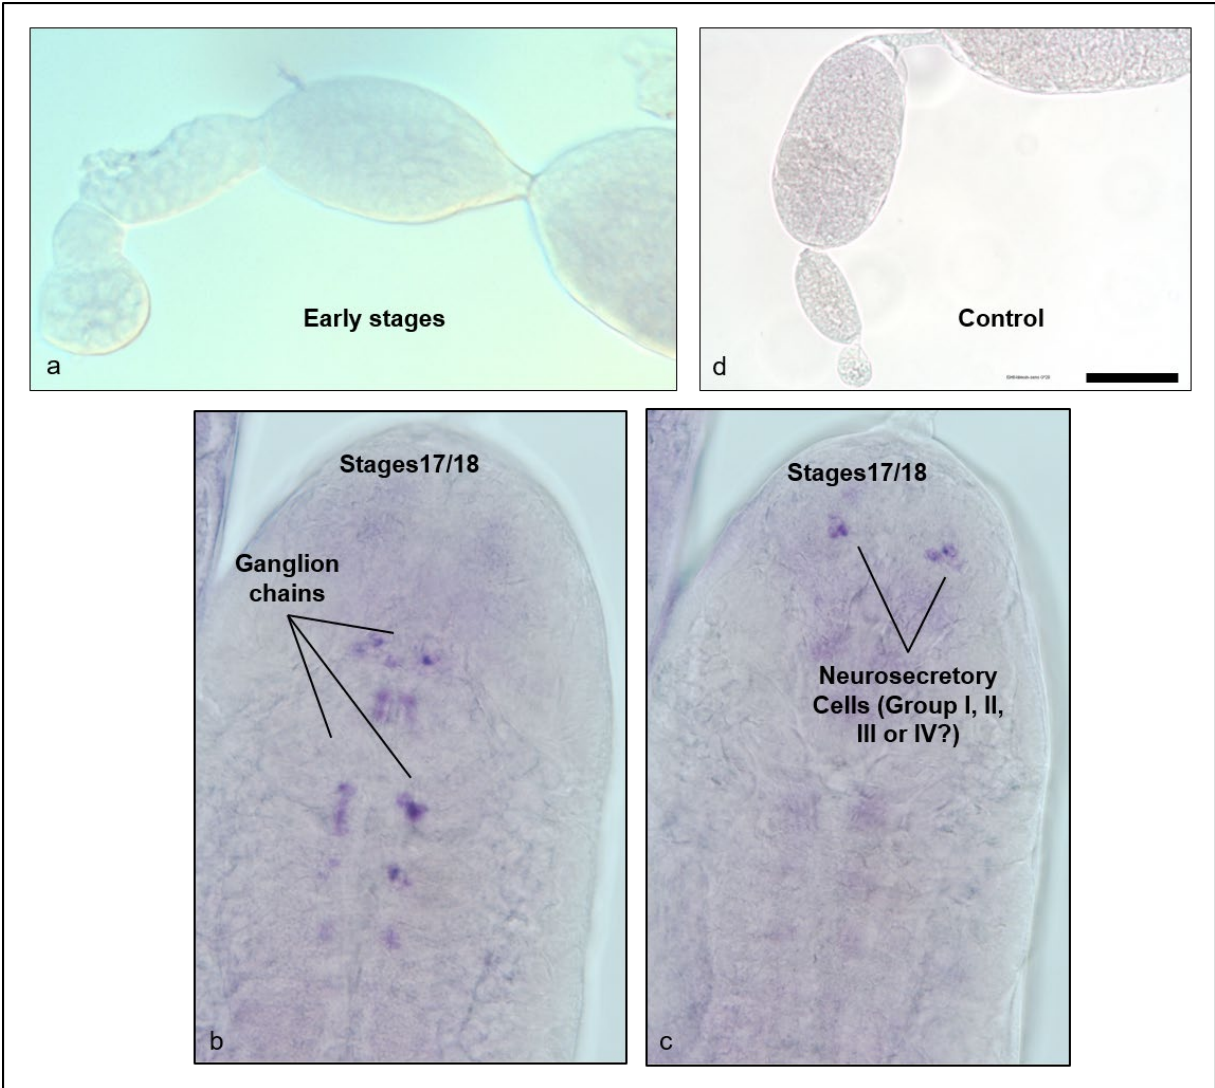 Early stages
a
Control
d
Stages17/18
Ganglion
chains
b
Stages17/18
Neurosecretory
Cells (Group I, II,
III or IV?)
c